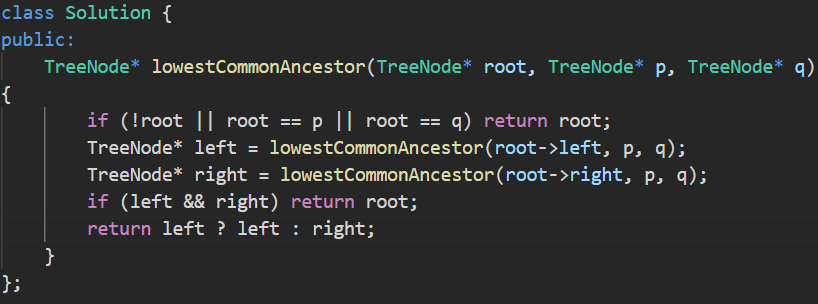 class Solution {
public:
    TreeNode* lowestCommonAncestor(TreeNode* root, TreeNode* p, TreeNode* q)
{
        if (!root || root == p || root == q) return root;
        TreeNode* left = lowestCommonAncestor(root->left, p, q);
        TreeNode* right = lowestCommonAncestor(root->right, p, q);
        if (left && right) return root;
        return left ? left : right;
    }
};